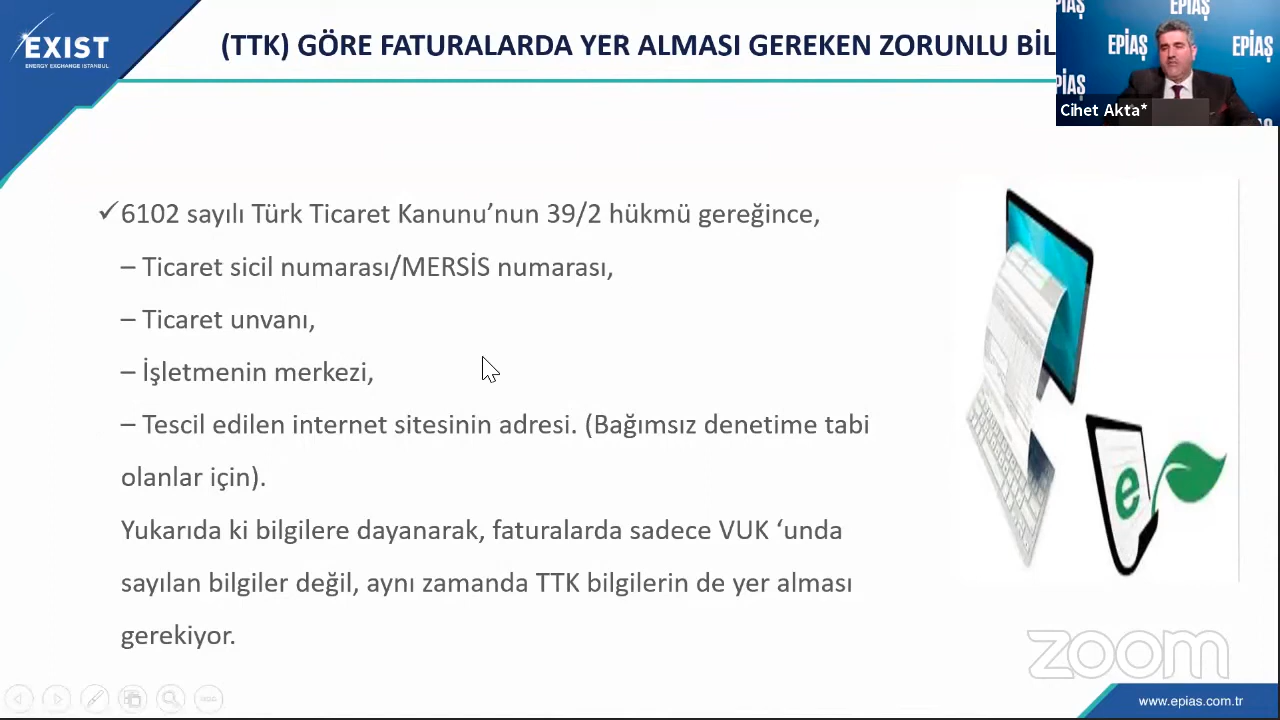 EXIST
ENERGY EXCHANGE ISTANBUL
(TTK) GÖRE FATURALARDA YER ALMASI GEREKEN ZORUNLU BİL
EPİAŞ
EPİAŞ
EPİAŞ
EPİAŞ
Cihet Akta*
✓6102 sayılı Türk Ticaret Kanunu’nun 39/2 hükmü gereğince,
– Ticaret sicil numarası/MERSİS numarası,
– Ticaret unvanı,
– İşletmenin merkezi,
– Tescil edilen internet sitesinin adresi. (Bağımsız denetime tabi
olanlar için).
Yukarıda ki bilgilere dayanarak, faturalarda sadece VUK ‘unda
sayılan bilgiler değil, aynı zamanda TTK bilgilerin de yer alması
gerekiyor.
e
zoom
www.epias.com.tr